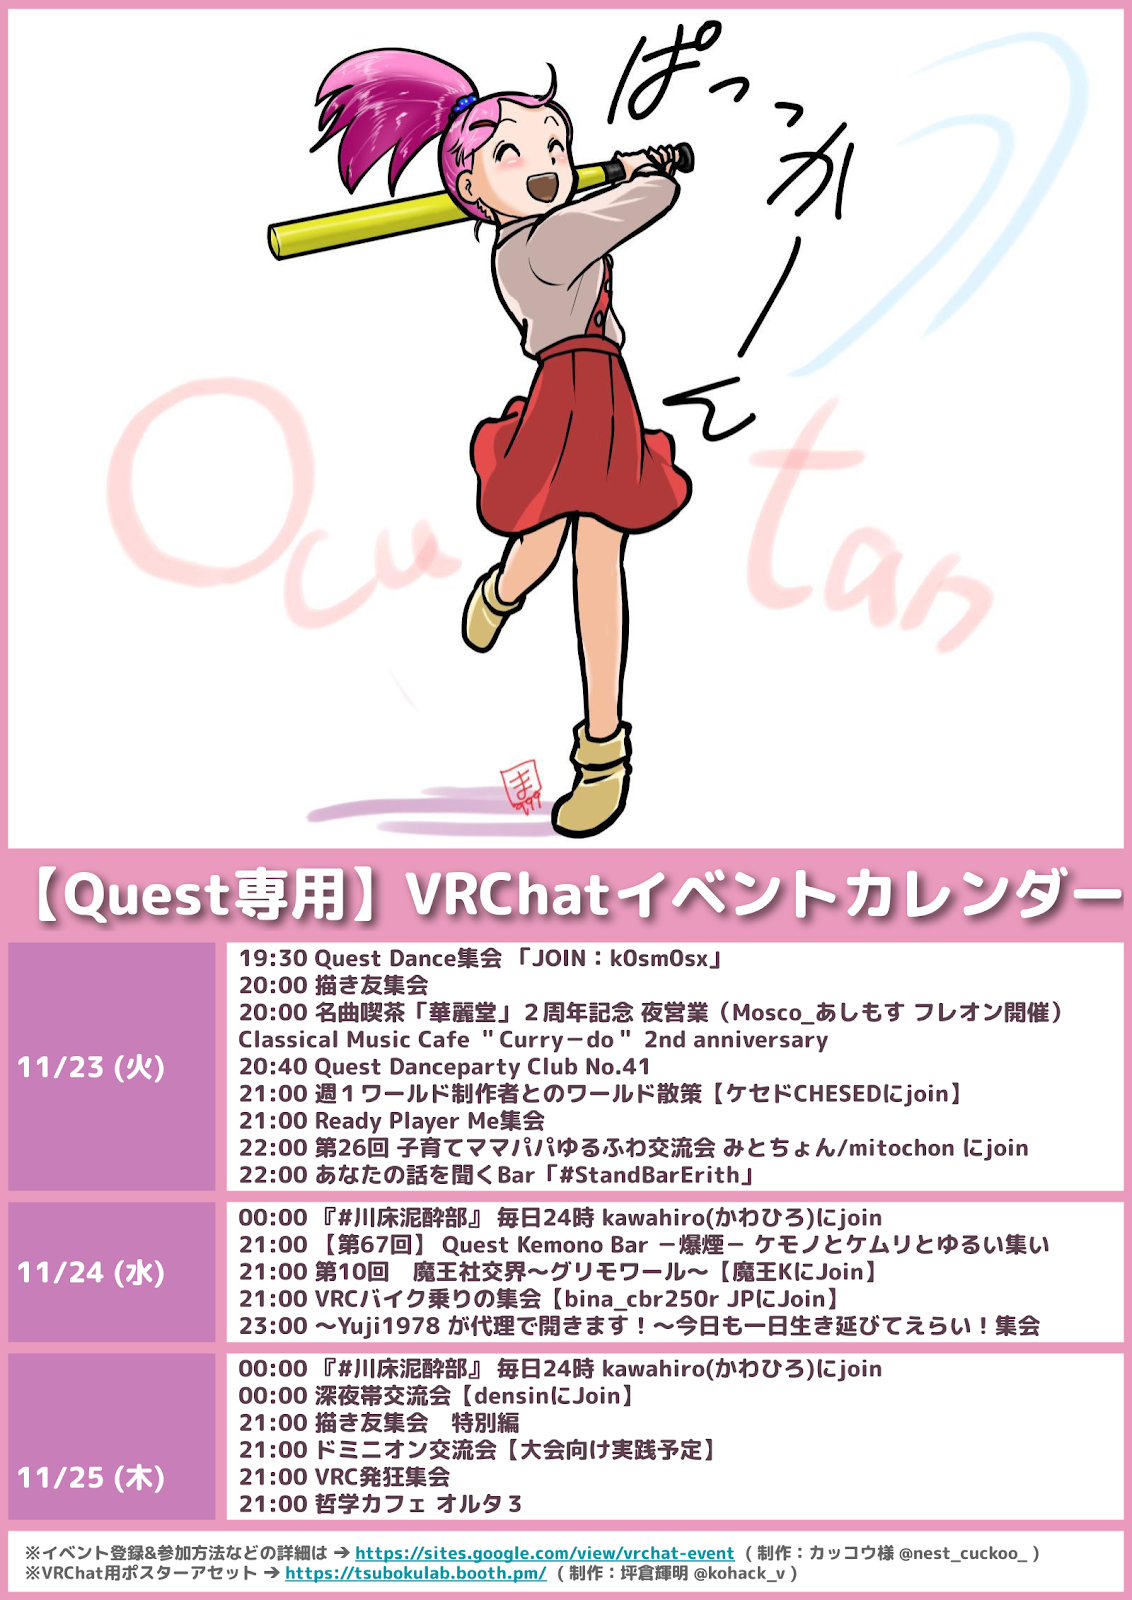 ぱっっかーん
Ocu tan
ま
999
【Quest専用】VRChatイベントカレンダー
11/23 (火)
19:30 Quest Dance集会 「JOIN：k0sm0sx」
20:00 描き友集会
20:00 名曲喫茶「華麗堂」２周年記念 夜営業（Mosco_あしもす フレオン開催）
Classical Music Cafe ＂Curry－do＂ 2nd anniversary
20:40 Quest Danceparty Club No.41
21:00 週１ワールド制作者とのワールド散策【ケセドCHESEDにjoin】
21:00 Ready Player Me集会
22:00 第26回 子育てママパパゆるふわ交流会 みとちょん/mitochon にjoin
22:00 あなたの話を聞くBar「#StandBarErith」
11/24 (水)
00:00 『#川床泥酔部』 毎日24時 kawahiro(かわひろ)にjoin
21:00 【第67回】 Quest Kemono Bar －爆煙－ ケモノとケムリとゆるい集い
21:00 第10回　魔王社交界～グリモワール～【魔王KにJoin】
21:00 VRCバイク乗りの集会【bina_cbr250r JPにJoin】
23:00 ～Yuji1978 が代理で開きます！～今日も一日生き延びてえらい！集会
11/25 (木)
00:00 『#川床泥酔部』 毎日24時 kawahiro(かわひろ)にjoin
00:00 深夜帯交流会【densinにJoin】
21:00 描き友集会　特別編
21:00 ドミニオン交流会【大会向け実践予定】
21:00 VRC発狂集会
21:00 哲学カフェ オルタ３
※イベント登録&参加方法などの詳細は ➔ https://sites.google.com/view/vrchat-event （ 制作：カッコウ様 @nest_cuckoo_ ）
※VRChat用ポスターアセット ➔ https://tsubokulab.booth.pm/ （ 制作：坪倉輝明 @kohack_v ）